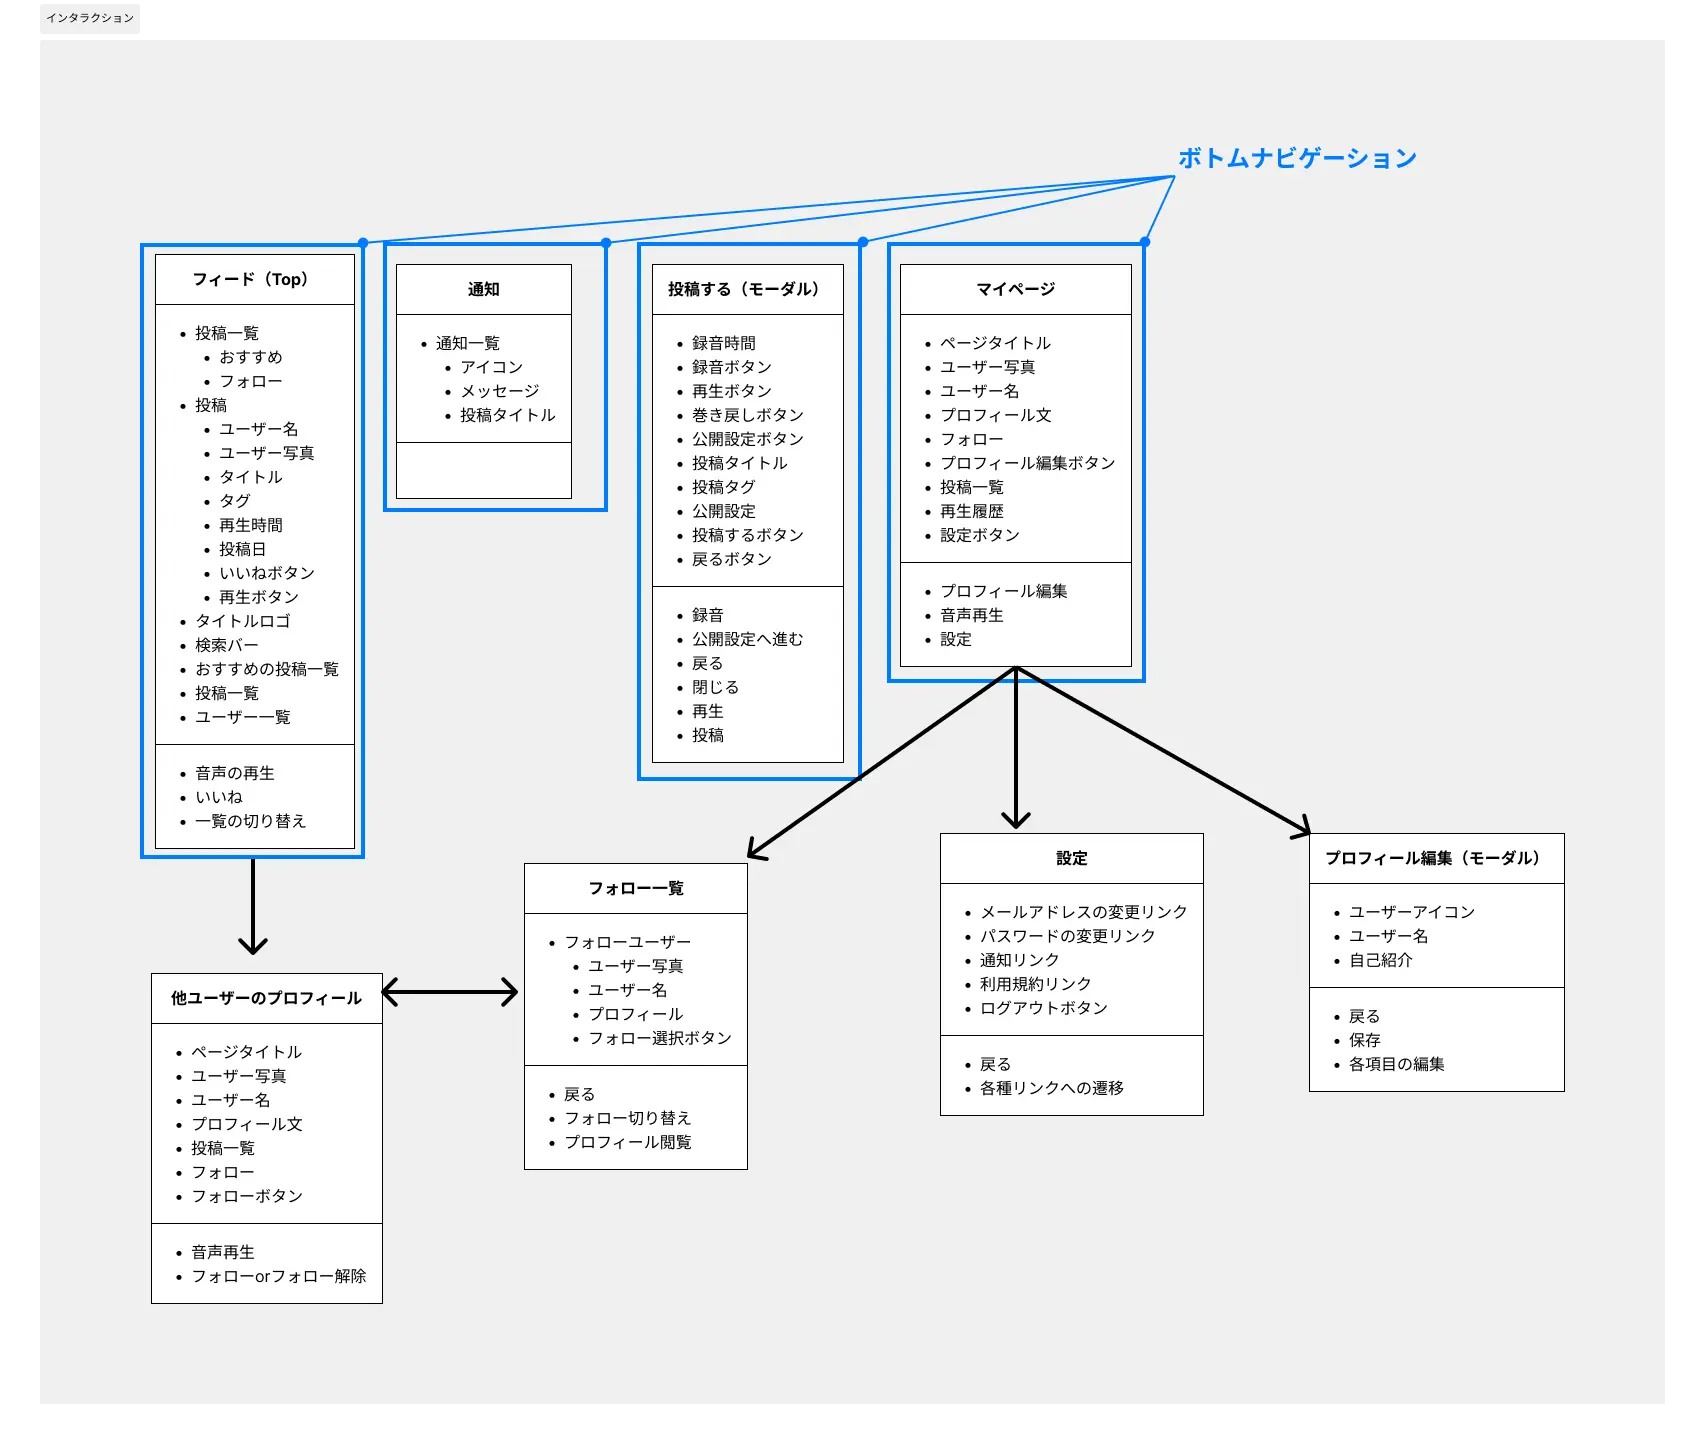 インタラクション
ボトムナビゲーション
フィード（Top）
投稿一覧
おすすめ
フォロー
投稿
ユーザー名
ユーザー写真
タイトル
タグ
再生時間
投稿日
いいねボタン
再生ボタン
タイトルロゴ
検索バー
おすすめの投稿一覧
投稿一覧
ユーザー一覧
音声の再生
いいね
一覧の切り替え
通知
通知一覧
アイコン
メッセージ
投稿タイトル
投稿する（モーダル）
録音時間
録音ボタン
再生ボタン
巻き戻しボタン
公開設定ボタン
投稿タイトル
投稿タグ
公開設定
投稿するボタン
戻るボタン
録音
公開設定へ進む
戻る
閉じる
再生
投稿
マイページ
ページタイトル
ユーザー写真
ユーザー名
プロフィール文
フォロー
プロフィール編集ボタン
投稿一覧
再生履歴
設定ボタン
プロフィール編集
音声再生
設定
他ユーザーのプロフィール
ページタイトル
ユーザー写真
ユーザー名
プロフィール文
投稿一覧
フォロー
フォローボタン
音声再生
フォローorフォロー解除
フォロー一覧
フォローユーザー
ユーザー写真
ユーザー名
プロフィール
フォロー選択ボタン
戻る
フォロー切り替え
プロフィール閲覧
設定
メールアドレスの変更リンク
パスワードの変更リンク
通知リンク
利用規約リンク
ログアウトボタン
戻る
各種リンクへの遷移
プロフィール編集（モーダル）
ユーザーアイコン
ユーザー名
自己紹介
戻る
保存
各項目の編集